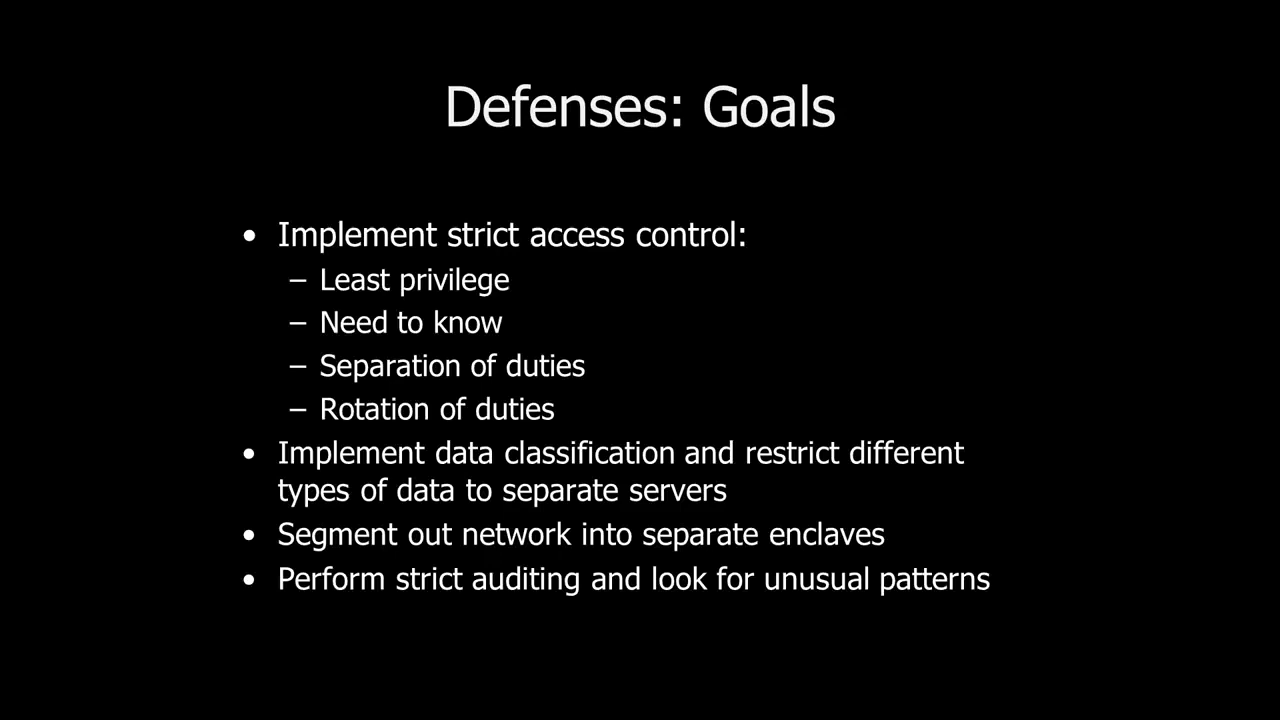 Defenses: Goals
• Implement strict access control:
– Least privilege
– Need to know
– Separation of duties
– Rotation of duties
• Implement data classification and restrict different
types of data to separate servers
• Segment out network into separate enclaves
• Perform strict auditing and look for unusual patterns